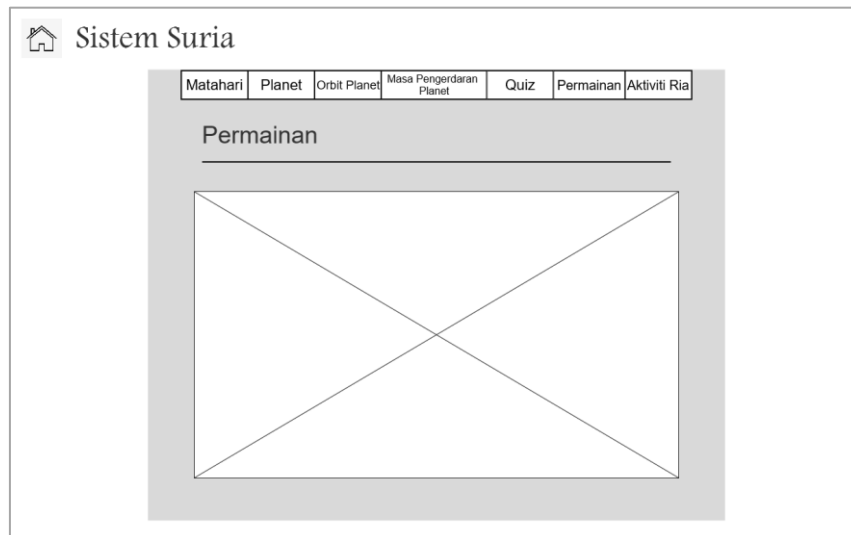 Sistem Suria
Matahari
Planet
Orbit Planet
Masa Pengerdaran
Planet
Quiz
Permainan
Aktiviti Ria
Permainan